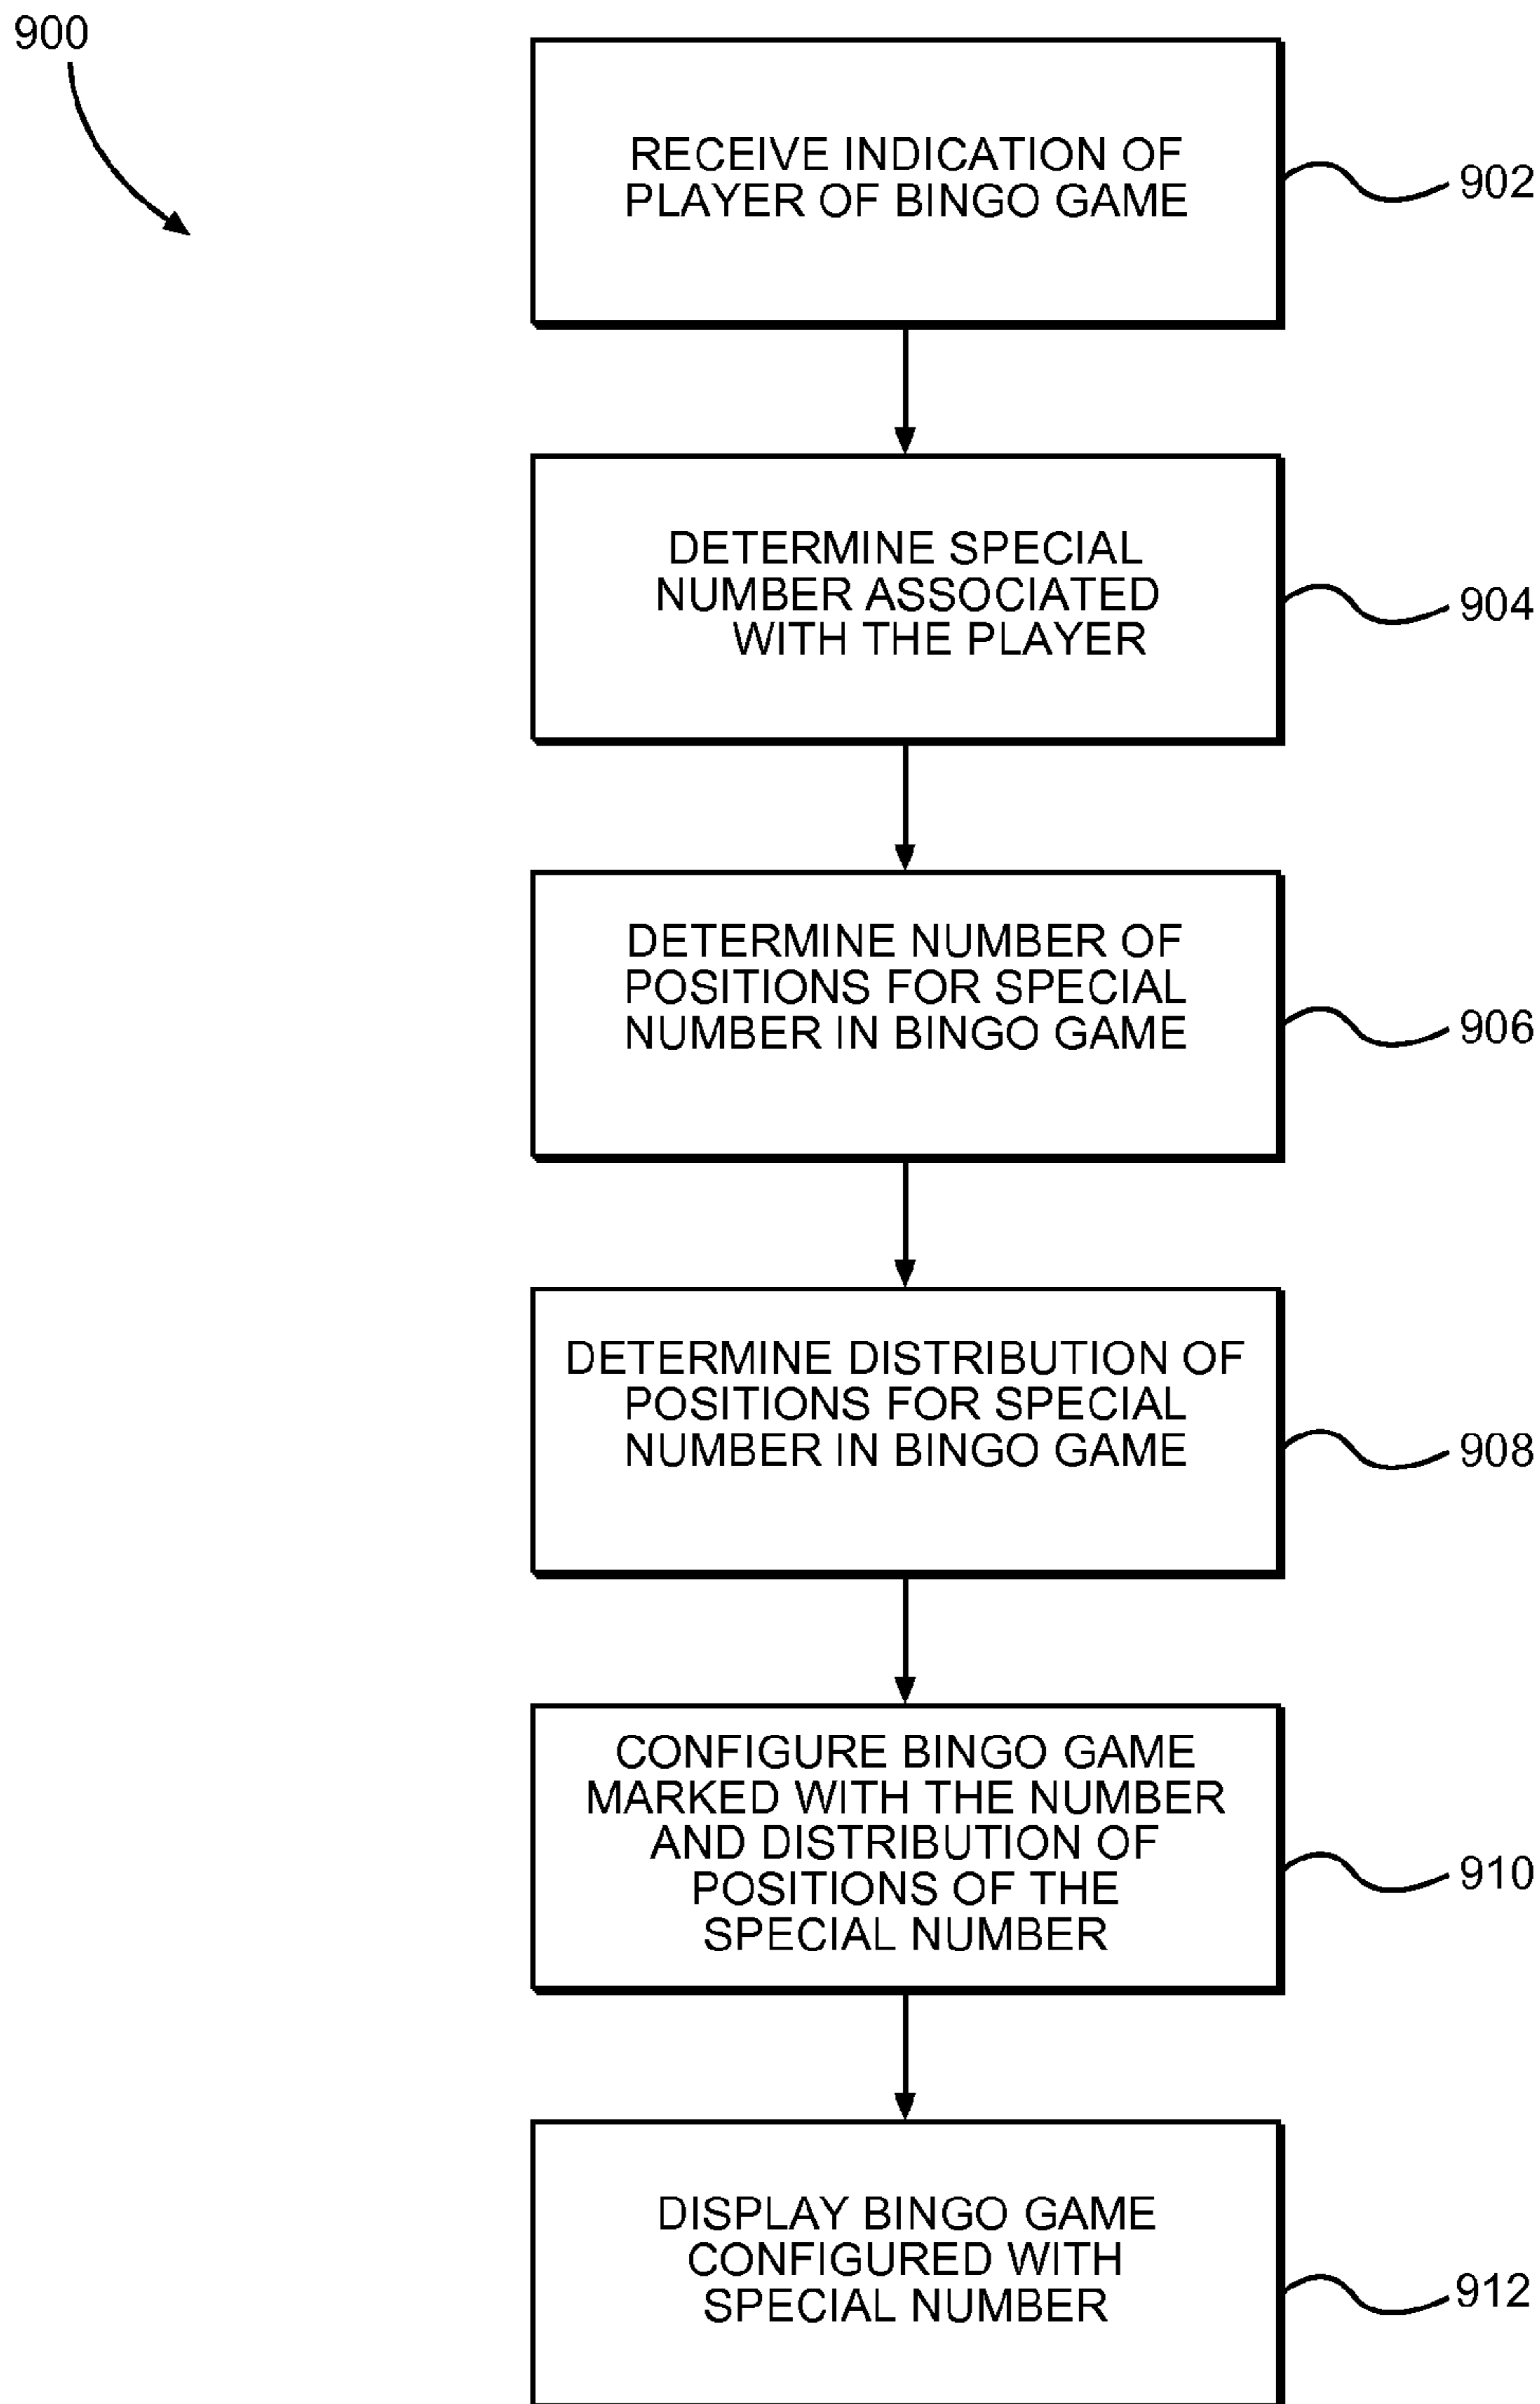 900
RECEIVE INDICATION OF
PLAYER OF BINGO GAME
902
DETERMINE SPECIAL
NUMBER ASSOCIATED
WITH THE PLAYER
904
DETERMINE NUMBER OF
POSITIONS FOR SPECIAL
NUMBER IN BINGO GAME
906
DETERMINE DISTRIBUTION OF
POSITIONS FOR SPECIAL
NUMBER IN BINGO GAME
908
CONFIGURE BINGO GAME
MARKED WITH THE NUMBER
AND DISTRIBUTION OF
POSITIONS OF THE
SPECIAL NUMBER
910
DISPLAY BINGO GAME
CONFIGURED WITH
SPECIAL NUMBER
912